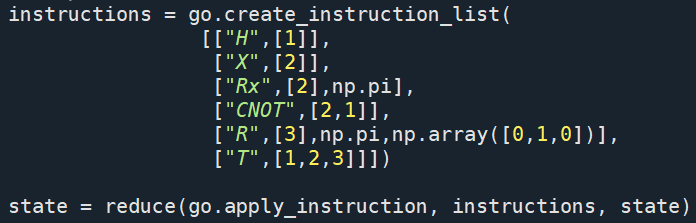 instructions = go.create_instruction_list(
[["H",[1]],
["X",[2]],
["Rx",[2],np.pi],
["CNOT",[2,1]],
["R",[3],np.pi,np.array([0,1,0])],
["T",[1,2,3]]])
state = reduce(go.apply_instruction, instructions, state)